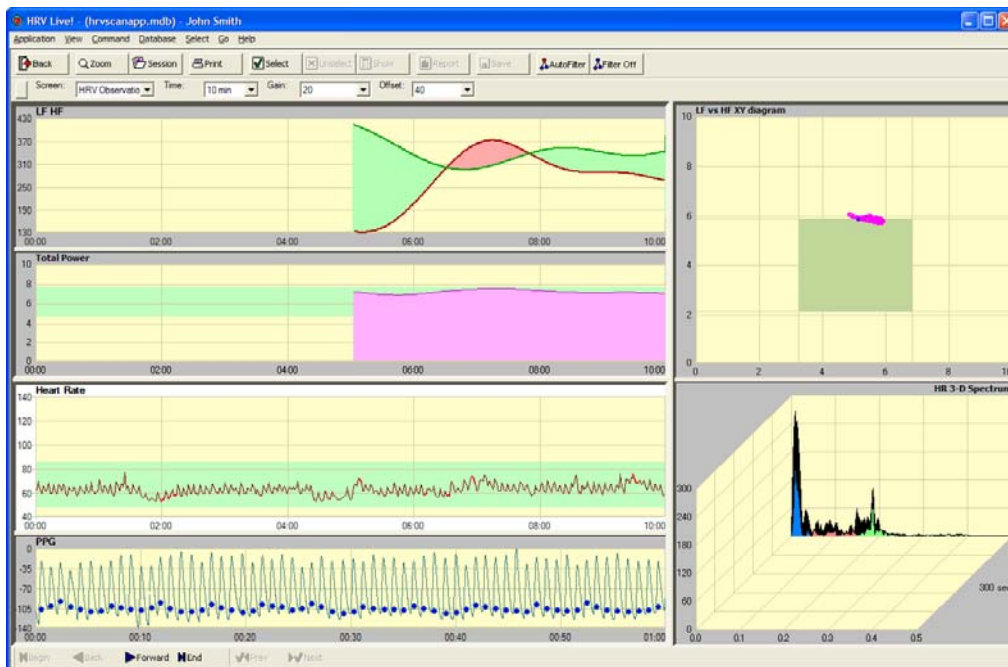 HRV Live! - (hrvscanapp.mdb) - John Smith
Application View Command Database Select Go Help
Back Zoom Session Print Select Unselect Show Report Save AutoFilter Filter Off
Screen: HRV Observatio Time: 10 min Gain: 20 Offset: 40
LF HF
430
370
310
250
190
130
00:00 02:00 04:00 06:00 08:00 10:00
Total Power
10
8
6
4
2
0
00:00 02:00 04:00 06:00 08:00 10:00
Heart Rate
140
120
100
80
60
40
00:00 02:00 04:00 06:00 08:00 10:00
PPG
0
-35
-70
-105
-140
00:00 00:10 00:20 00:30 00:40 00:50 01:00
LF vs HF XY diagram
10
8
6
4
2
0
0 2 4 6 8 10
HR 3-D Spectrum
300
240
180
120
60
0
300 sec
0.0 0.1 0.2 0.2 0.3 0.4 0.4 0.5
Begin Back Forward End Prev Next